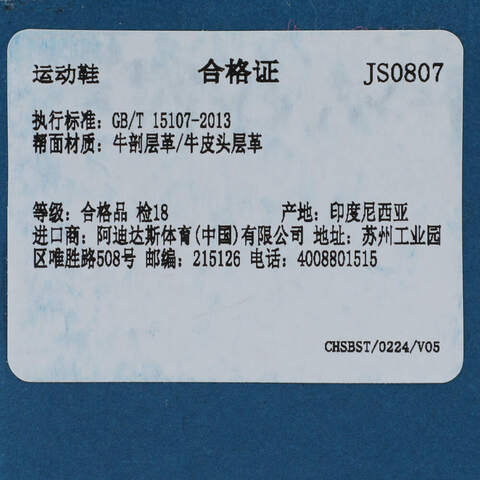 运动鞋 合格证 JS0807
执行标准: GB/T 15107-2013
帮面材质: 牛剖层革/牛皮头层革
等级: 合格品 检18 产地: 印度尼西亚
进口商: 阿迪达斯体育(中国)有限公司 地址: 苏州工业园
区唯胜路508号 邮编: 215126 电话: 4008801515
CHSBST/0224/V05